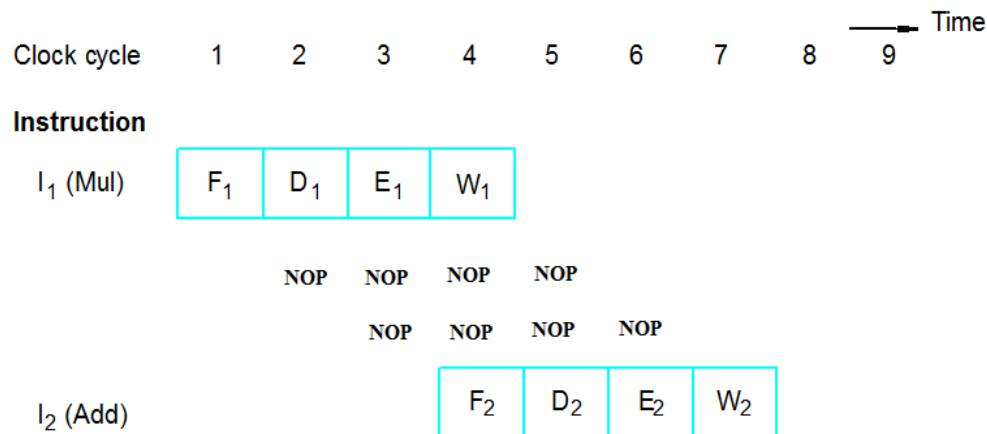 Time
Clock cycle 1 2 3 4 5 6 7 8 9
Instruction
I1 (Mul) F1 D1 E1 W1
NOP NOP NOP NOP
NOP NOP NOP NOP
I2 (Add) F2 D2 E2 W2